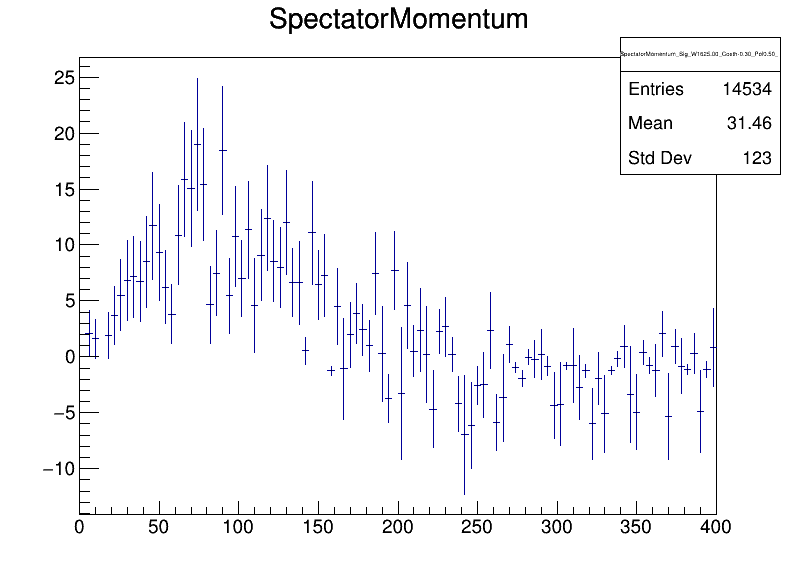 SpectatorMomentum
SpectatorMomentum_Sig_W1625.00_Costh-0.30_Pol0.50_
Entries 14534
Mean 31.46
Std Dev 123
25
20
15
10
5
0
−5
−10
0 50 100 150 200 250 300 350 400